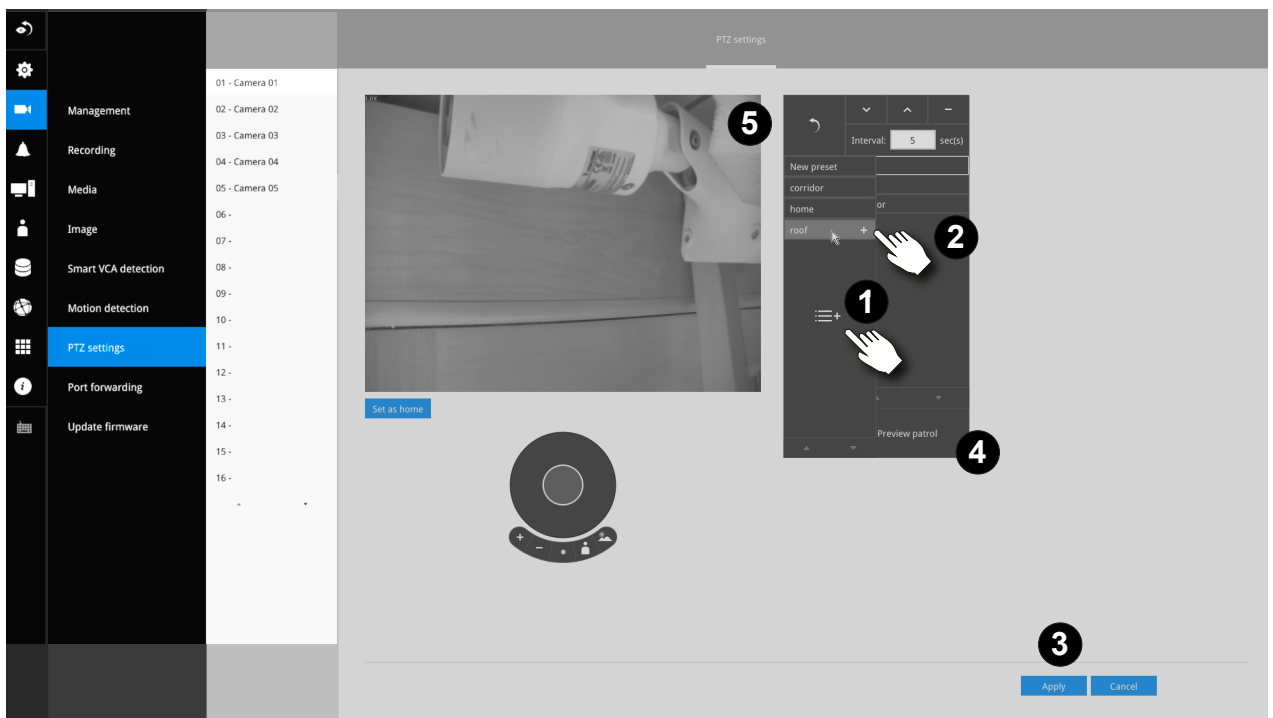 PTZ settings
Management
Recording
Media
Image
Smart VCA detection
Motion detection
PTZ settings
Port forwarding
Update firmware
01 - Camera 01
02 - Camera 02
03 - Camera 03
04 - Camera 04
05 - Camera 05
06 -
07 -
08 -
09 -
10 -
11 -
12 -
13 -
14 -
15 -
16 -
1.0X
5
Interval: 5 sec(s)
New preset
corridor
home
or
roof +
2
1
Set as home
Preview patrol
4
3
Apply Cancel